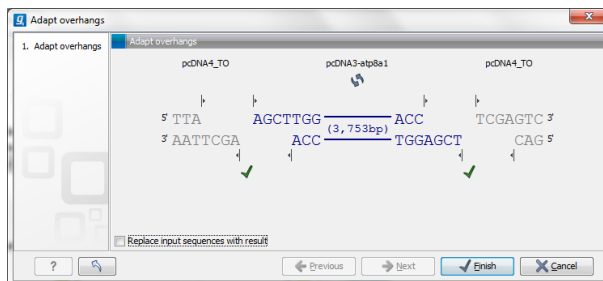 Adapt overhangs
1. Adapt overhangs
Adapt overhangs
pcDNA4_TO pcDNA3-atp8a1 pcDNA4_TO
5' TTA AGCTTGG ACC TCGAGTC 3'
(3,753bp)
3' AATTCGA ACC TGGAGCT CAG 5'
Replace input sequences with result
? Previous Next Finish Cancel